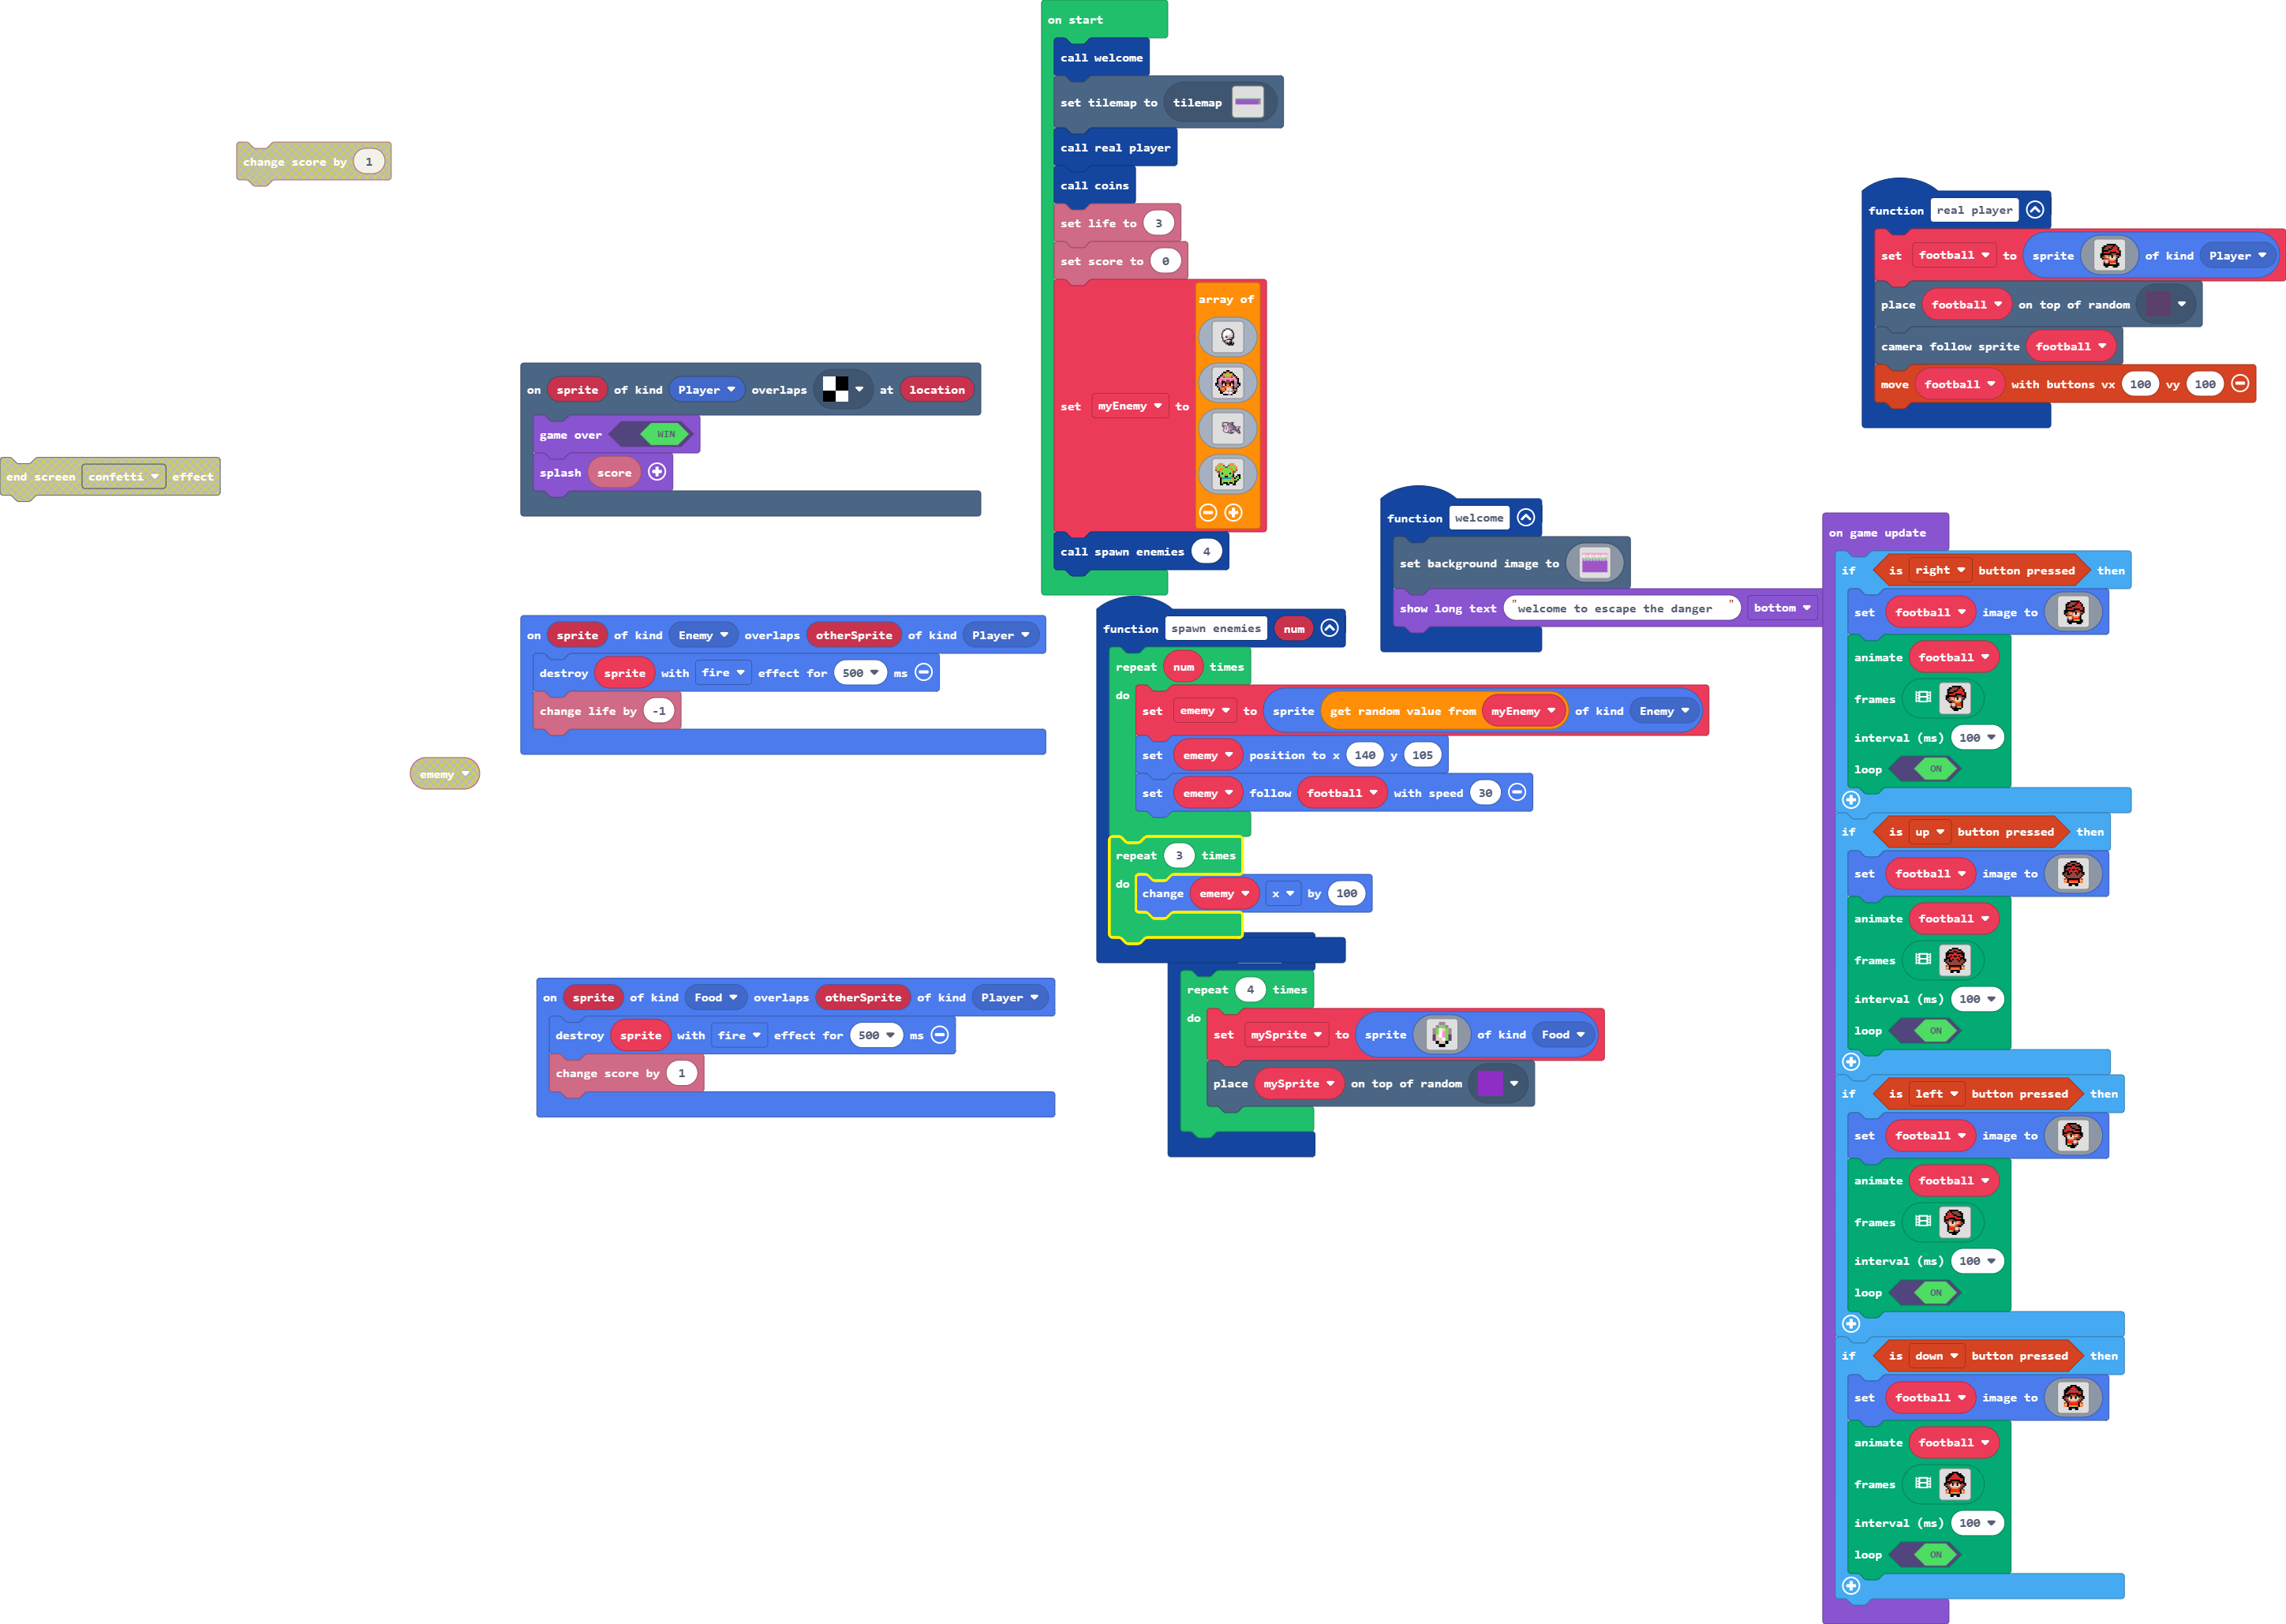 on start
call welcome
set tilemap to tilemap
call real player
call coins
set life to 3
set score to 0
set myEnemy to array of
call spawn enemies 4
change score by 1
end screen confetti effect
on sprite of kind Player overlaps at location
game over WIN
splash score
on sprite of kind Enemy overlaps otherSprite of kind Player
destroy sprite with fire effect for 500 ms
change life by -1
ememy
on sprite of kind Food overlaps otherSprite of kind Player
destroy sprite with fire effect for 500 ms
change score by 1
function spawn enemies num
repeat num times
do
set ememy to sprite get random value from myEnemy of kind Enemy
set ememy position to x 140 y 105
set ememy follow football with speed 30
repeat 3 times
do
change ememy x by 100
repeat 4 times
do
set mySprite to sprite of kind Food
place mySprite on top of random
function welcome
set background image to
show long text "welcome to escape the danger" bottom
function real player
set football to sprite of kind Player
place football on top of random
camera follow sprite football
move football with buttons vx 100 vy 100
on game update
if is right button pressed then
set football image to
animate football
frames
interval (ms) 100
loop ON
if is up button pressed then
set football image to
animate football
frames
interval (ms) 100
loop ON
if is left button pressed then
set football image to
animate football
frames
interval (ms) 100
loop ON
if is down button pressed then
set football image to
animate football
frames
interval (ms) 100
loop ON